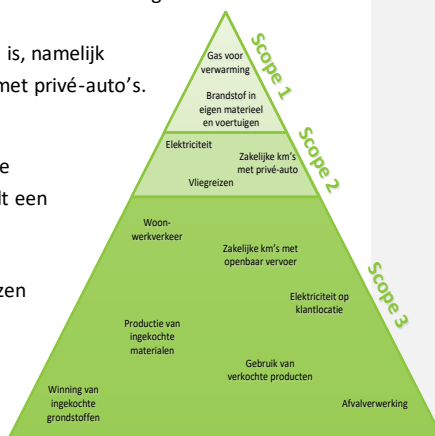 is, namelijk
met privé-auto's.
e
lt een
zen
Gas voor
verwarming
Brandstof in
eigen materieel
en voertuigen
Scope 1
Elektriciteit
Zakelijke km's
met privé-auto
Vliegreizen
Scope 2
Woon-
werkverkeer
Zakelijke km's met
openbaar vervoer
Elektriciteit op
klantlocatie
Scope 3
Productie van
ingekochte
materialen
Gebruik van
verkochte producten
Winning van
ingekochte
grondstoffen
Afvalverwerking